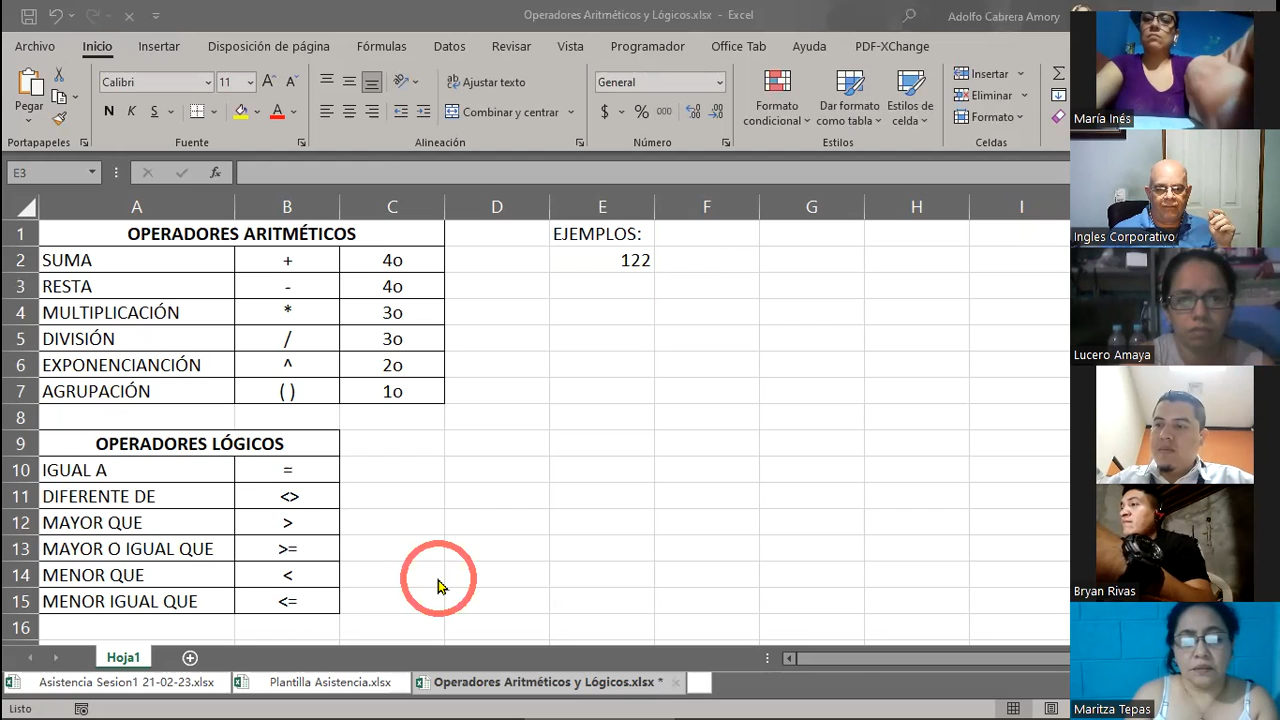 Operadores Aritméticos y Lógicos.xlsx - Excel
Adolfo Cabrera Amory
Archivo Inicio Insertar Disposición de página Fórmulas Datos Revisar Vista Programador Office Tab Ayuda PDF-XChange
Pegar
Calibri 11
N K S
Ajustar texto
Combinar y centrar
General
$ % 000
Formato condicional
Dar formato como tabla
Estilos de celda
Insertar
Eliminar
Formato
Portapapeles Fuente Alineación Número Estilos Celdas
E3 fx
A B C D E F G H I
1 OPERADORES ARITMÉTICOS EJEMPLOS:
2 SUMA + 4o 122
3 RESTA - 4o
4 MULTIPLICACIÓN * 3o
5 DIVISIÓN / 3o
6 EXPONENCIANCIÓN ^ 2o
7 AGRUPACIÓN ( ) 1o
8
9 OPERADORES LÓGICOS
10 IGUAL A =
11 DIFERENTE DE <>
12 MAYOR QUE >
13 MAYOR O IGUAL QUE >=
14 MENOR QUE <
15 MENOR IGUAL QUE <=
16
Hoja1
Asistencia Sesion1 21-02-23.xlsx Plantilla Asistencia.xlsx Operadores Aritméticos y Lógicos.xlsx *
Listo
María Inés
Ingles Corporativo
Lucero Amaya
Bryan Rivas
Maritza Tepas